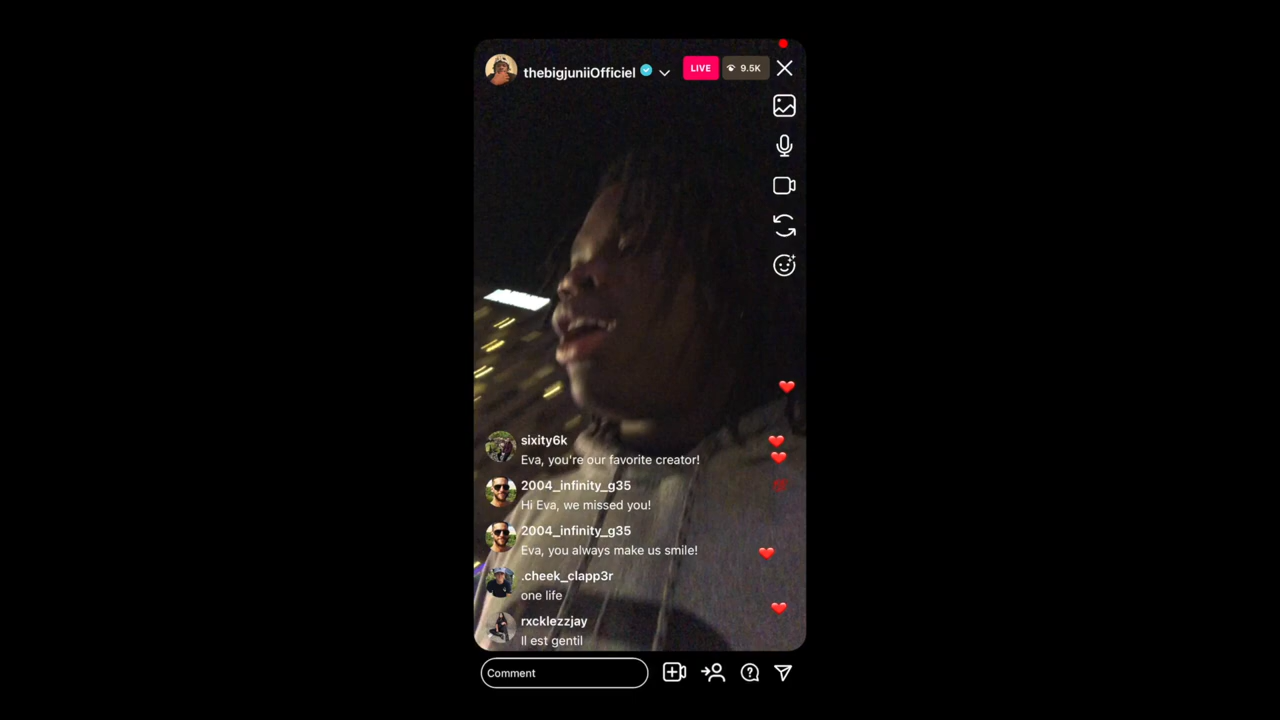 thebigjuniiOfficiel
LIVE
9.5K
sixity6k
Eva, you're our favorite creator!
2004_infinity_g35
Hi Eva, we missed you!
2004_infinity_g35
Eva, you always make us smile!
.cheek_clapp3r
one life
rxcklezzjay
Il est gentil
Comment